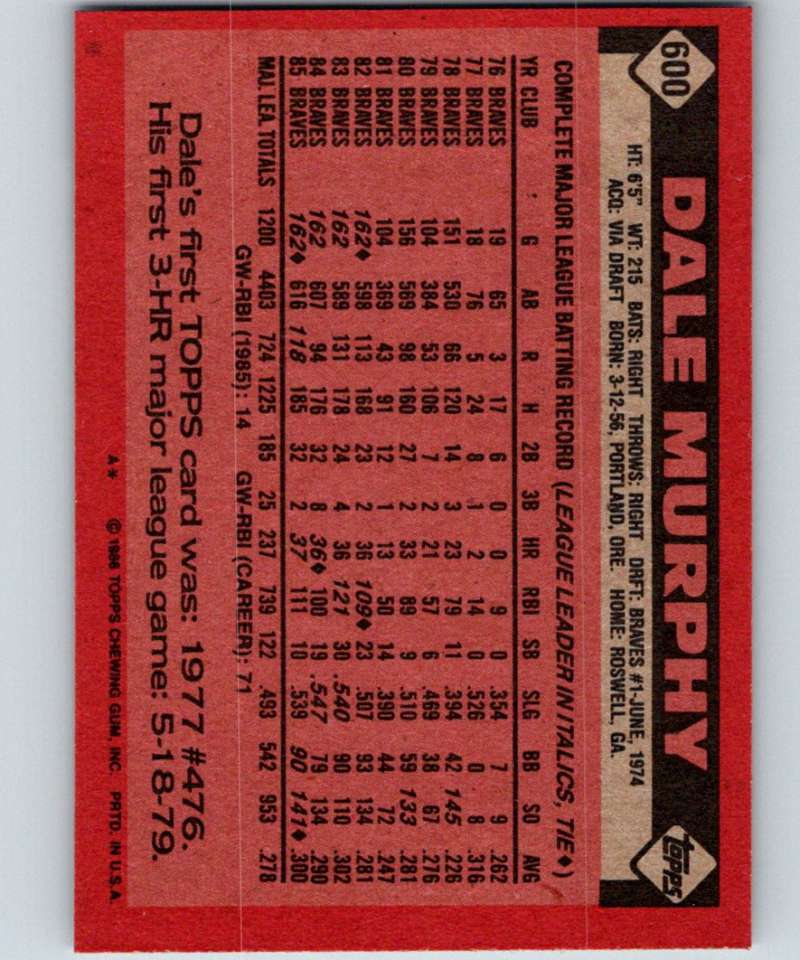 600
DALE MURPHY
topps
HT: 6'5" WT: 215 BATS: RIGHT THROWS: RIGHT DRFT: BRAVES #1-JUNE, 1974
ACQ: VIA DRAFT BORN: 3-12-56, PORTLAND, ORE. HOME: ROSWELL, GA.
COMPLETE MAJOR LEAGUE BATTING RECORD (LEAGUE LEADER IN ITALICS, TIE♦)
YR CLUB G AB R H 2B 3B HR RBI SB SLG BB SO AVG
76 BRAVES 19 65 3 17 6 0 0 9 0 .354 7 9 .262
77 BRAVES 18 76 5 24 8 1 2 14 0 .526 0 8 .316
78 BRAVES 151 530 66 120 14 3 23 79 11 .394 42 145 .226
79 BRAVES 104 384 53 106 7 2 21 57 6 .469 38 67 .276
80 BRAVES 156 569 98 160 27 2 33 89 9 .510 59 133 .281
81 BRAVES 104 369 43 91 12 1 13 50 14 .390 44 72 .247
82 BRAVES 162♦ 598 113 168 23 2 36 109♦ 23 .507 93 134 .281
83 BRAVES 162 589 131 178 24 4 36 121 30 .540 90 110 .302
84 BRAVES 162 607 94 176 32 8 36♦ 100 19 .547 79 134 .290
85 BRAVES 162♦ 616 118 185 32 2 37 111 10 .539 90 141♦ .300
MAJ. LEA. TOTALS 1200 4403 724 1225 185 25 237 739 122 .493 542 953 .278
GW-RBI (1985): 14 GW-RBI (CAREER): 71
Dale's first TOPPS card was: 1977 #476.
His first 3-HR major league game: 5-18-79.
A* © 1986 TOPPS CHEWING GUM, INC. PRTD. IN U.S.A.